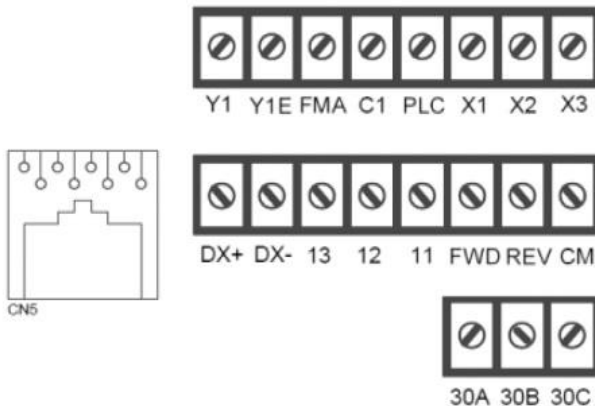 Y1 Y1E FMA C1 PLC X1 X2 X3
DX+ DX- 13 12 11 FWD REV CM
CN5
30A 30B 30C